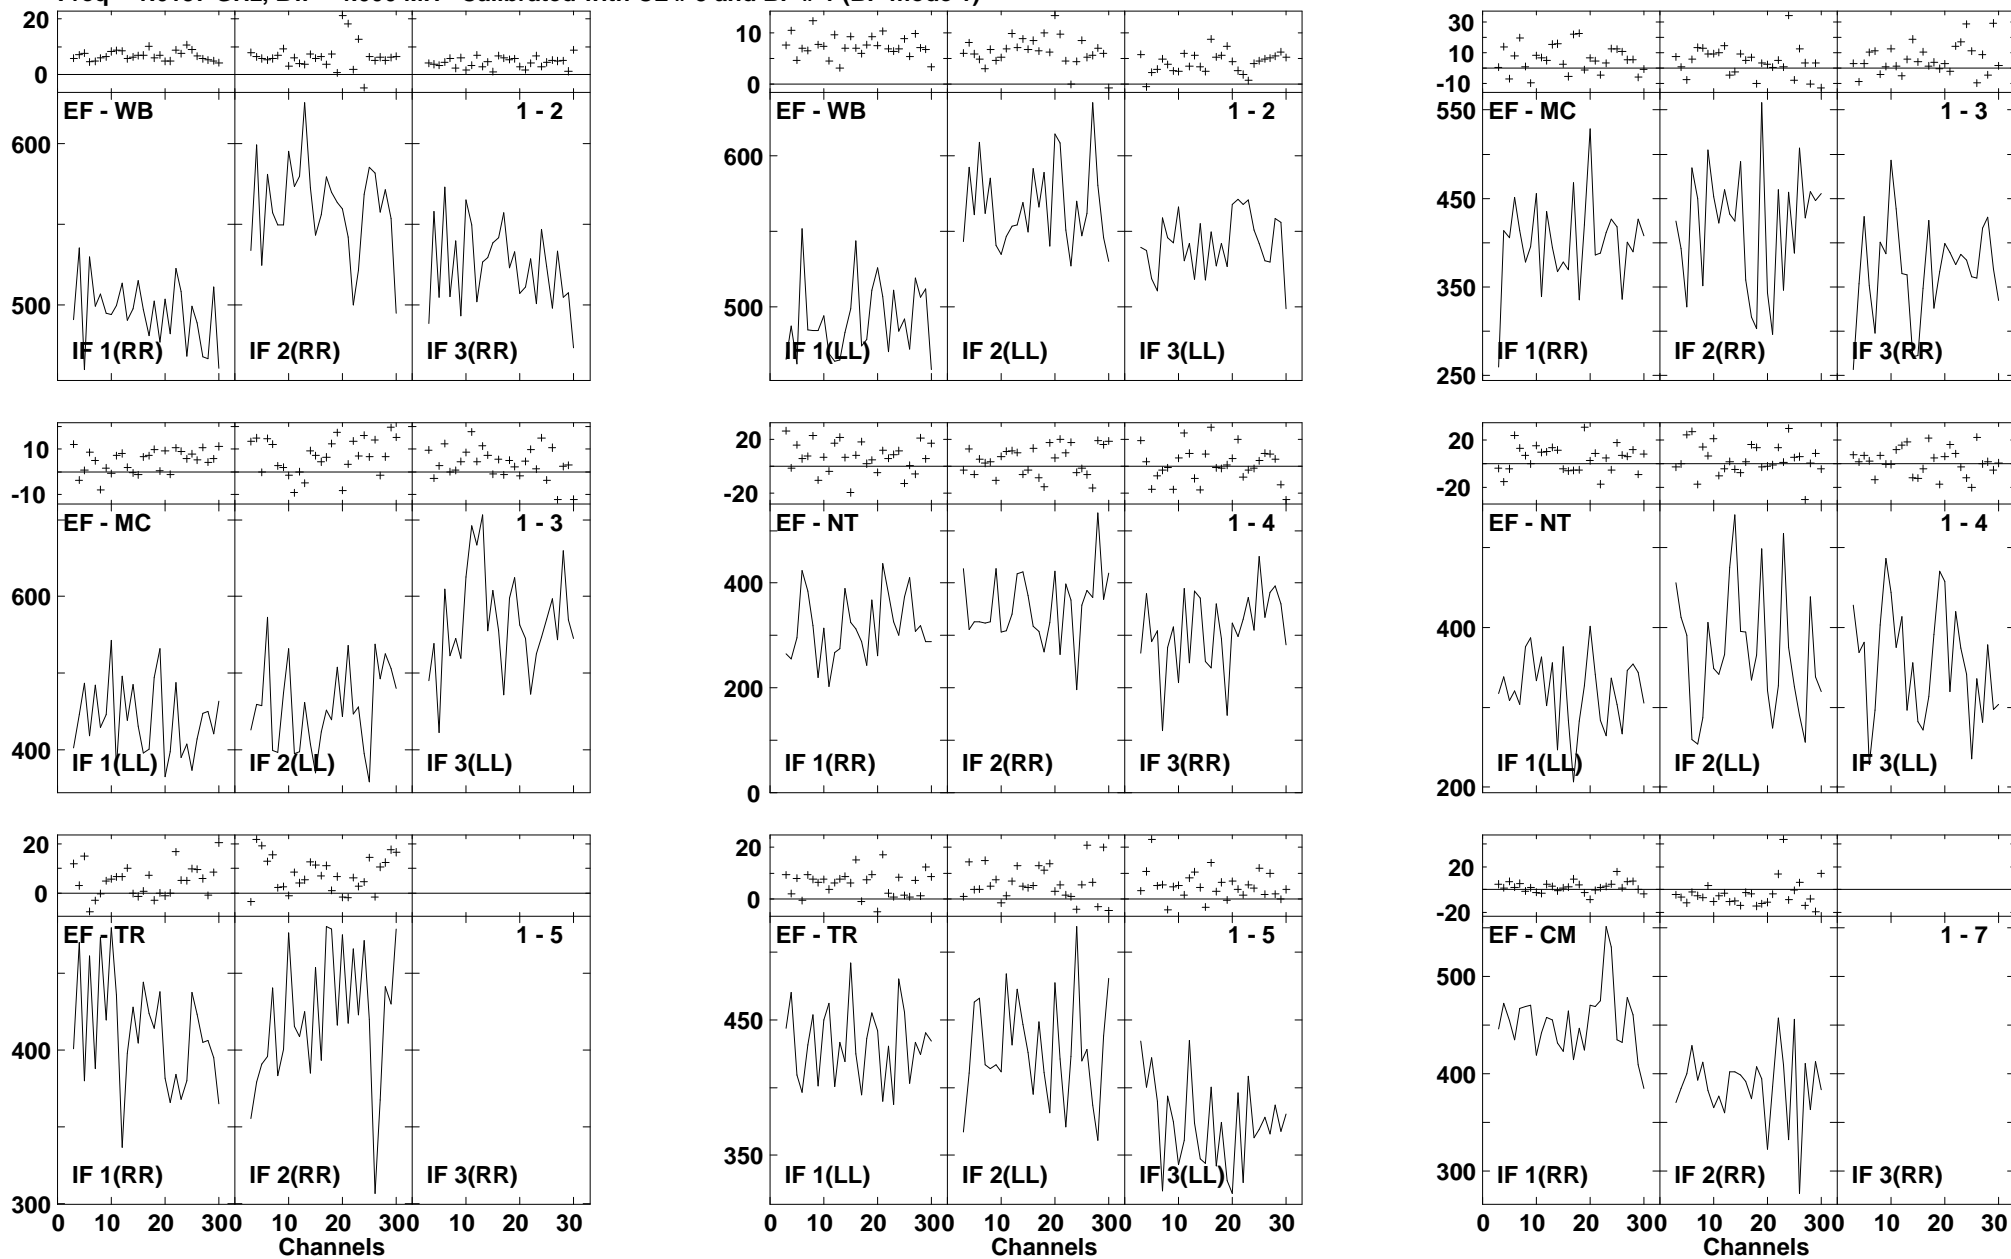 20 10 30
0 0 10
-10
EF - WB 1 - 2 EF - WB 1 - 2 EF - MC 1 - 3
550
600 600
450
500 500 350
IF 1(RR) IF 2(RR) IF 3(RR) IF 1(LL) IF 2(LL) IF 3(LL) IF 1(RR) IF 2(RR) IF 3(RR)
250
10 20 20
-10 -20 -20
EF - MC 1 - 3 EF - NT 1 - 4 EF - NT 1 - 4
600 400 400
200
400
IF 1(LL) IF 2(LL) IF 3(LL) IF 1(RR) IF 2(RR) IF 3(RR) IF 1(LL) IF 2(LL) IF 3(LL)
0 200
20 20 20
0 0 -20
EF - TR 1 - 5 EF - TR 1 - 5 EF - CM 1 - 7
500
450
400 400
350
IF 1(RR) IF 2(RR) IF 3(RR) IF 1(LL) IF 2(LL) IF 3(LL) IF 1(RR) IF 2(RR) IF 3(RR)
300 300
0 10 20 300 10 20 300 10 20 30 0 10 20 300 10 20 300 10 20 30 0 10 20 300 10 20 300 10 20 30
Channels Channels Channels